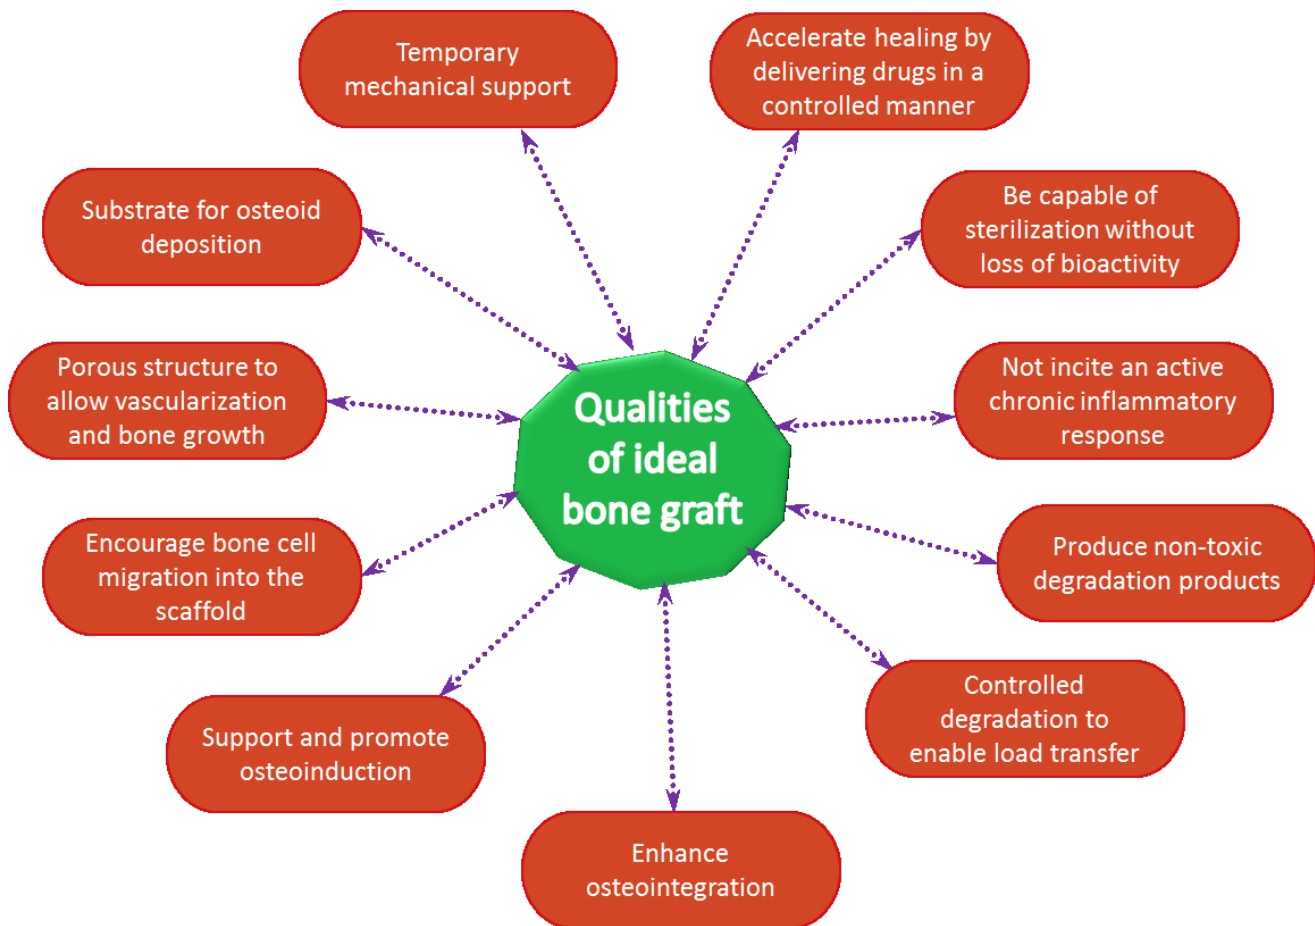 Temporary
mechanical support
Accelerate healing by
delivering drugs in a
controlled manner
Substrate for osteoid
deposition
Be capable of
sterilization without
loss of bioactivity
Porous structure to
allow vascularization
and bone growth
Qualities
of ideal
bone graft
Not incite an active
chronic inflammatory
response
Encourage bone cell
migration into the
scaffold
Produce non-toxic
degradation products
Support and promote
osteoinduction
Controlled
degradation to
enable load transfer
Enhance
osteointegration